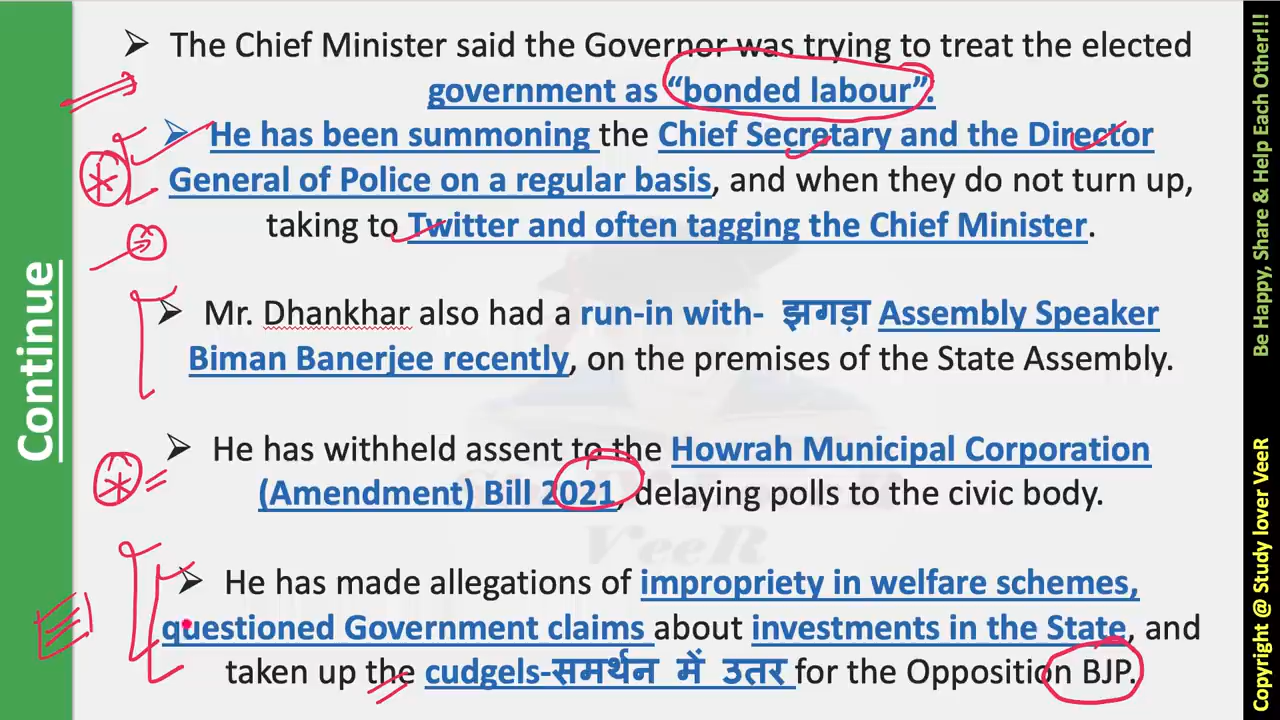 Continue
➢ The Chief Minister said the Governor was trying to treat the elected
government as “bonded labour”.
➢ He has been summoning the Chief Secretary and the Director
General of Police on a regular basis, and when they do not turn up,
taking to Twitter and often tagging the Chief Minister.
➢ Mr. Dhankhar also had a run-in with- झगड़ा Assembly Speaker
Biman Banerjee recently, on the premises of the State Assembly.
➢ He has withheld assent to the Howrah Municipal Corporation
(Amendment) Bill 2021, delaying polls to the civic body.
➢ He has made allegations of impropriety in welfare schemes,
questioned Government claims about investments in the State, and
taken up the cudgels-समर्थन में उतर for the Opposition BJP.
VeeR
Be Happy, Share & Help Each Other!!!
Copyright @ Study lover VeeR